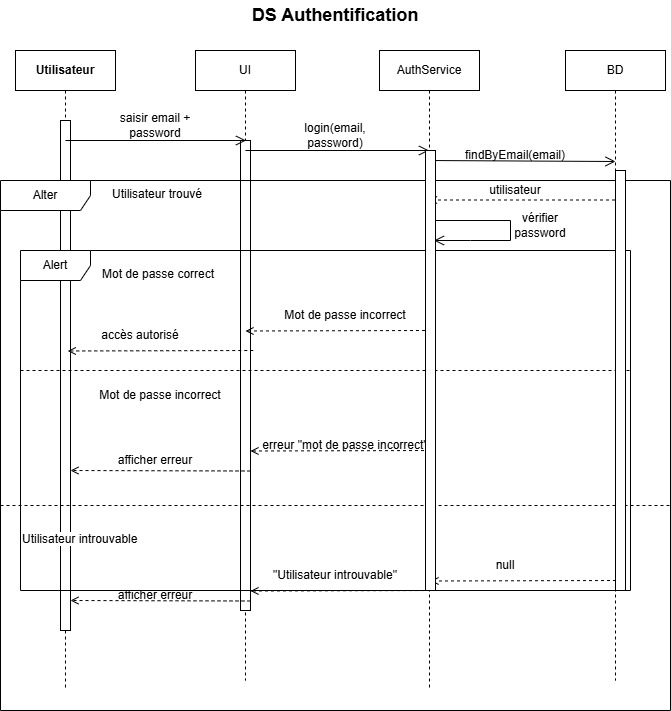 DS Authentification
Utilisateur
UI
AuthService
BD
saisir email +
password
login(email,
password)
findByEmail(email)
Alter
Utilisateur trouvé
utilisateur
vérifier
password
Alert
Mot de passe correct
Mot de passe incorrect
accès autorisé
Mot de passe incorrect
erreur "mot de passe incorrect"
afficher erreur
Utilisateur introuvable
null
"Utilisateur introuvable"
afficher erreur